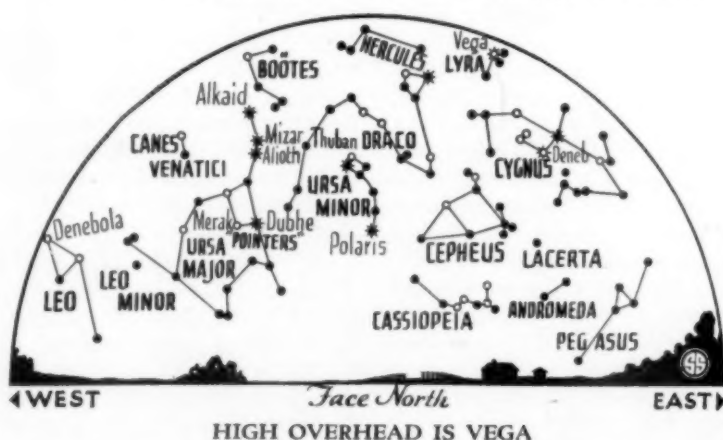 HERCULES
Vega
LYRA
BOÖTES
Alkaid
CANES
VENATICI
Mizar
Alioth
Thuban DRACO
CYGNUS
Deneb
URSA
MINOR
Denebola
Merak
"POINTERS"
Dubhe
URSA
MAJOR
Polaris
CEPHEUS
LACERTA
LEO
LEO
MINOR
CASSIOPEIA
ANDROMEDA
PEGASUS
SS
WEST
Face North
EAST
HIGH OVERHEAD IS VEGA